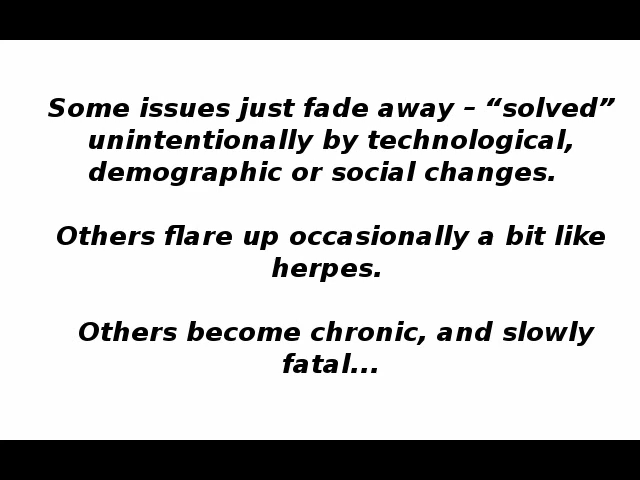 Some issues just fade away – “solved”
unintentionally by technological,
demographic or social changes.
Others flare up occasionally a bit like
herpes.
Others become chronic, and slowly
fatal...